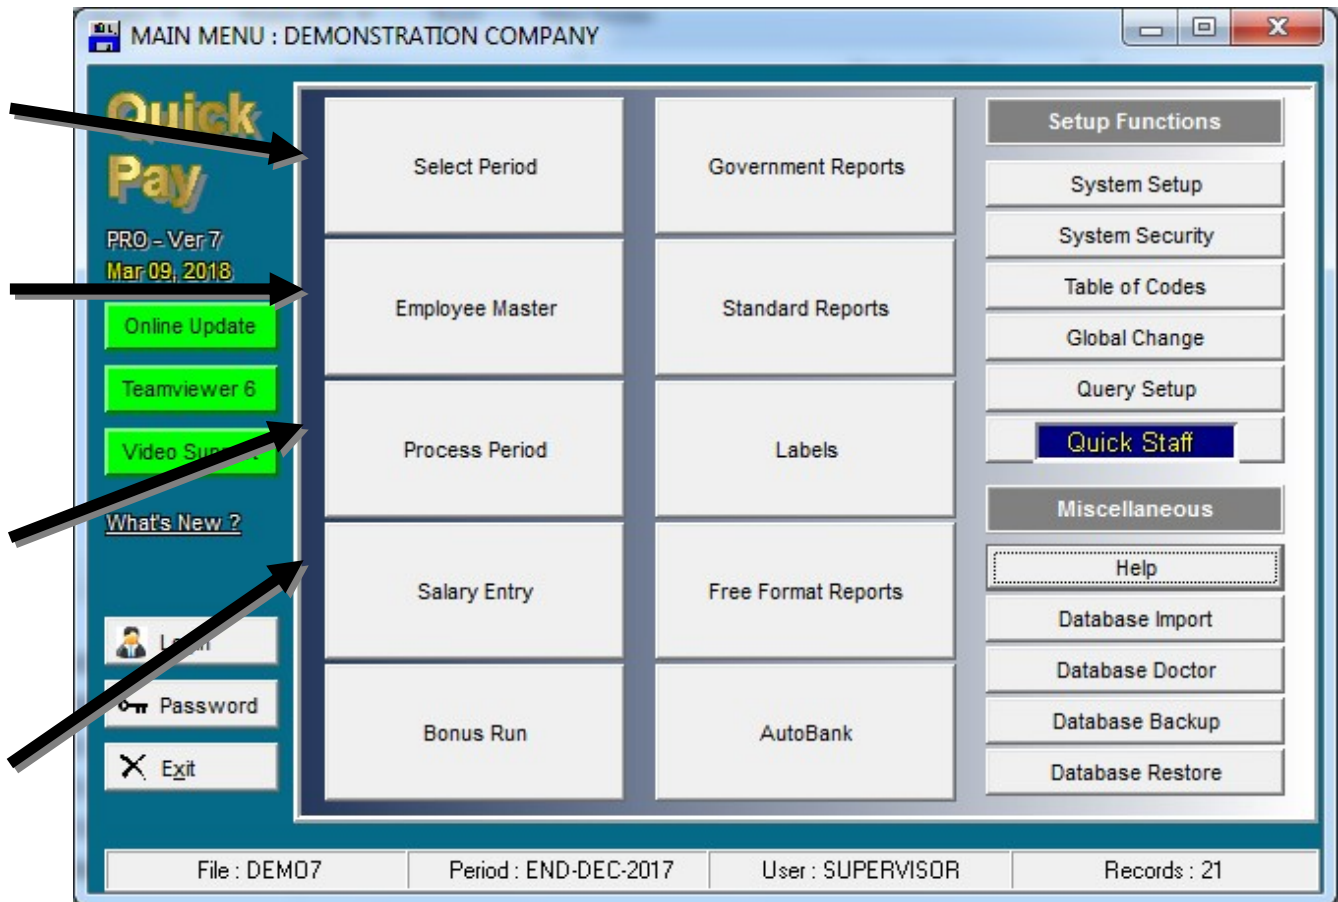 MAIN MENU : DEMONSTRATION COMPANY
Quick
Pay
PRO - Ver 7
Mar 09, 2018
Online Update
Teamviewer 6
Video
What's New ?
Password
Exit
Select Period
Employee Master
Process Period
Salary Entry
Bonus Run
Government Reports
Standard Reports
Labels
Free Format Reports
AutoBank
Setup Functions
System Setup
System Security
Table of Codes
Global Change
Query Setup
Quick Staff
Miscellaneous
Help
Database Import
Database Doctor
Database Backup
Database Restore
File : DEMO7
Period : END-DEC-2017
User : SUPERVISOR
Records : 21